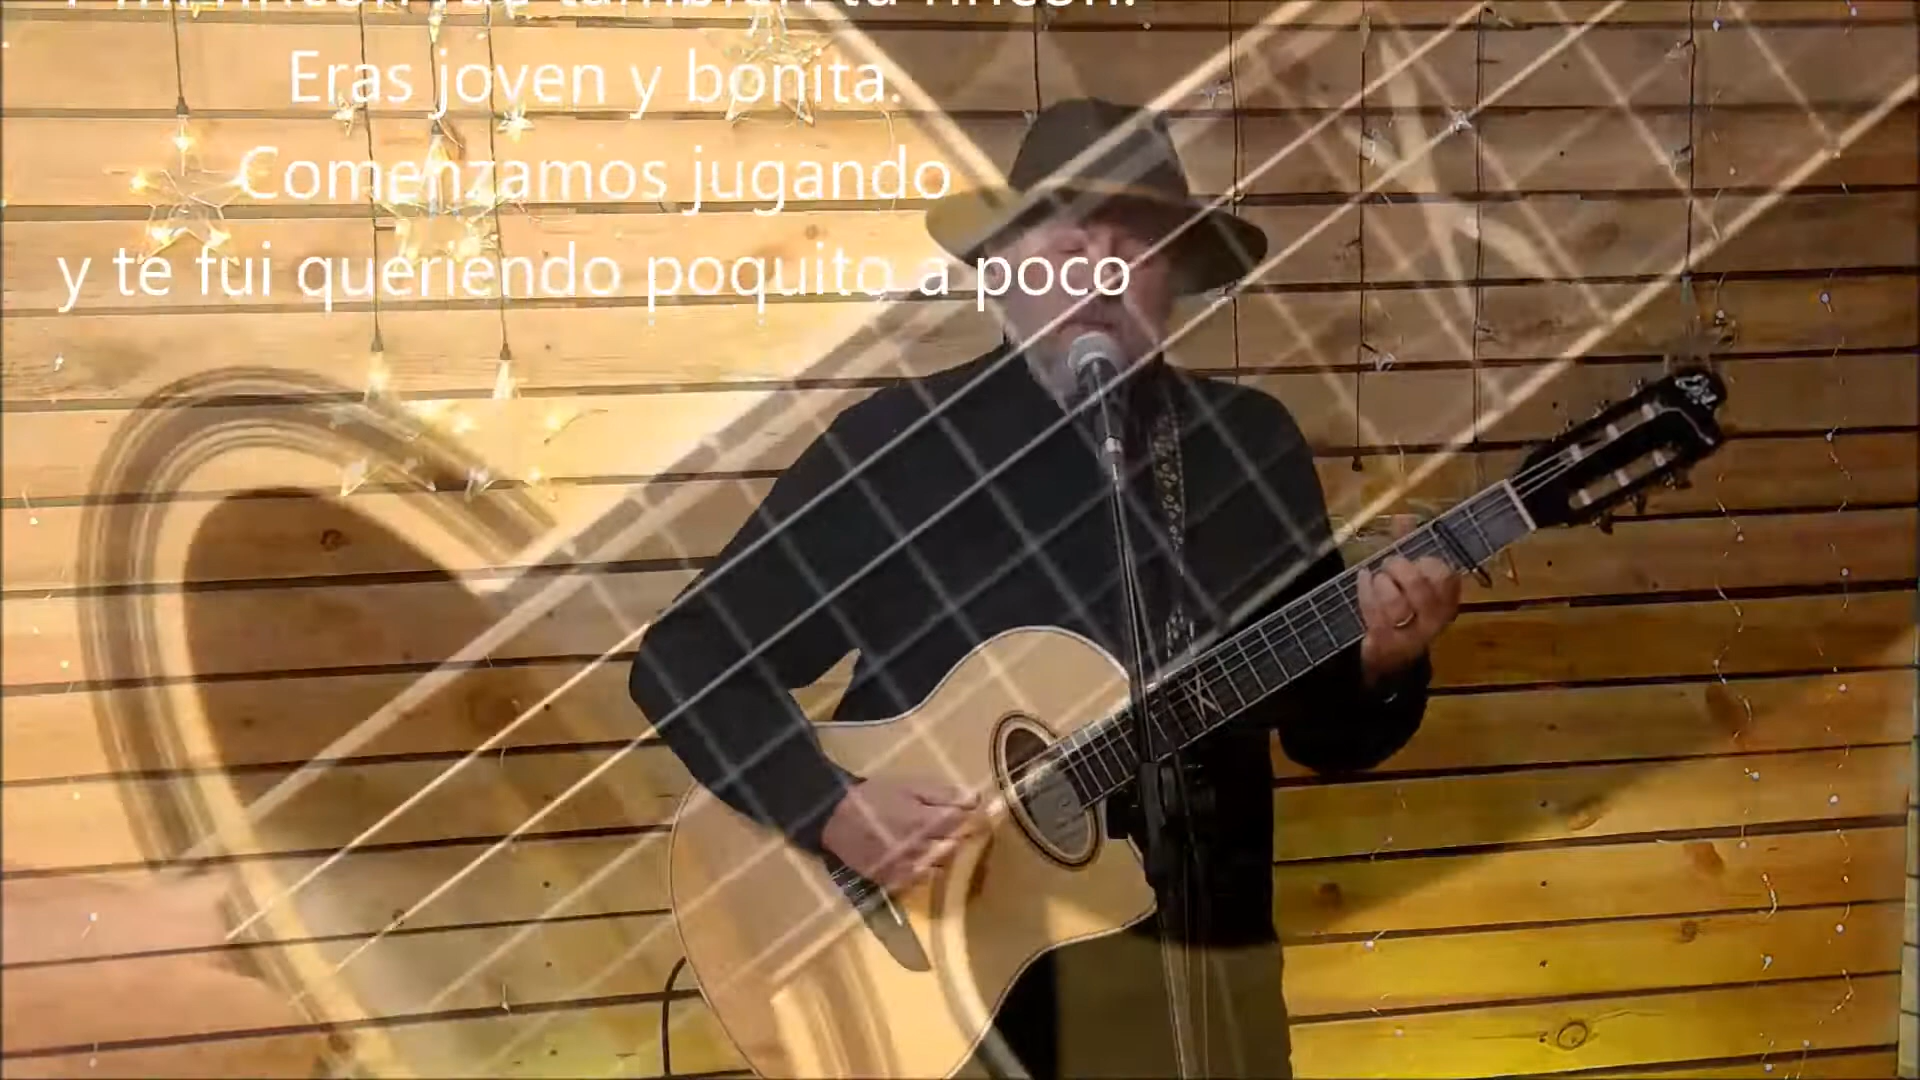 Eras joven y bonita.
Comenzamos jugando
y te fui queriendo poquito a poco